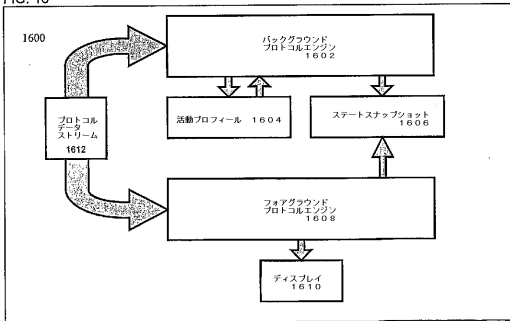 FIG. 16
1600
バックグラウンド
プロトコルエンジン
1602
プロトコル
データ
ストリーム
1612
活動プロフィール 1604
ステートスナップショット
1606
フォアグラウンド
プロトコルエンジン
1608
ディスプレイ
1610